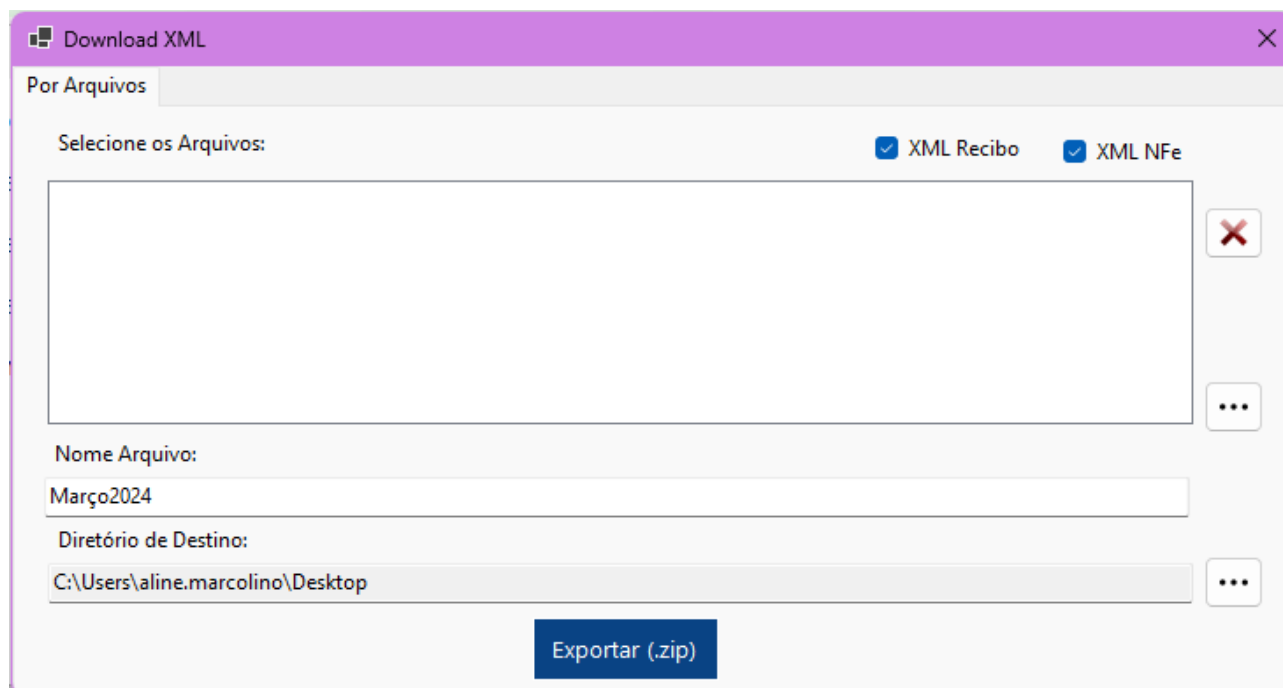 Download XML
Por Arquivos
Selecione os Arquivos:
XML Recibo
XML NFe
Nome Arquivo:
Março2024
Diretório de Destino:
C:\Users\aline.marcolino\Desktop
Exportar (.zip)